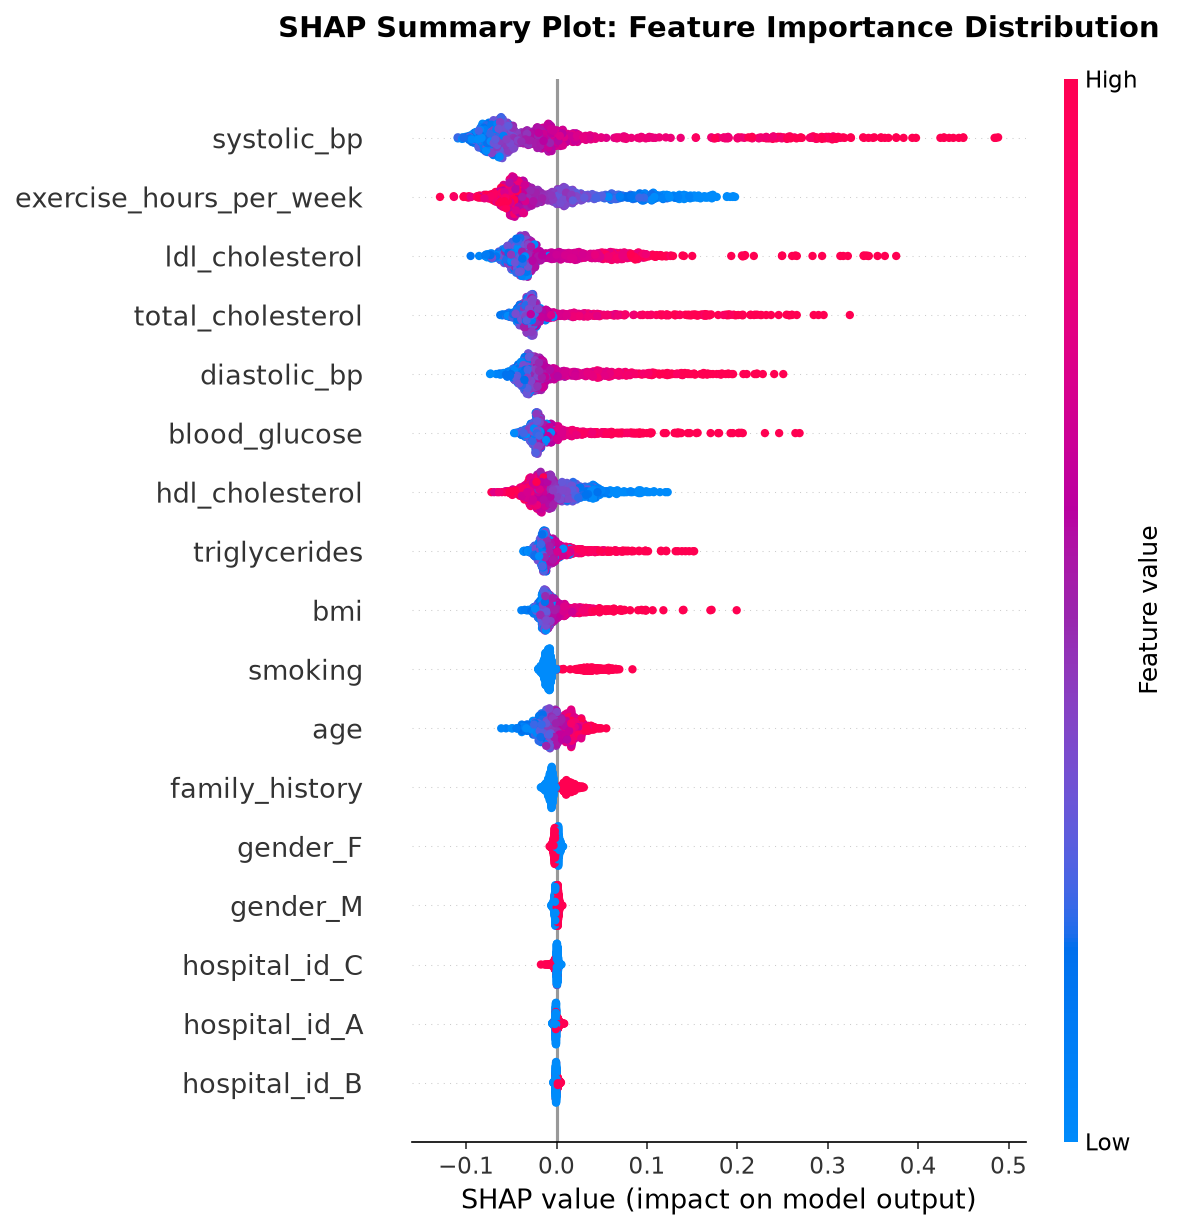 SHAP Summary Plot: Feature Importance Distribution
High
systolic_bp
exercise_hours_per_week
ldl_cholesterol
total_cholesterol
diastolic_bp
blood_glucose
hdl_cholesterol
triglycerides
bmi
smoking
age
family_history
gender_F
gender_M
hospital_id_C
hospital_id_A
hospital_id_B
Feature value
Low
−0.1 0.0 0.1 0.2 0.3 0.4 0.5
SHAP value (impact on model output)